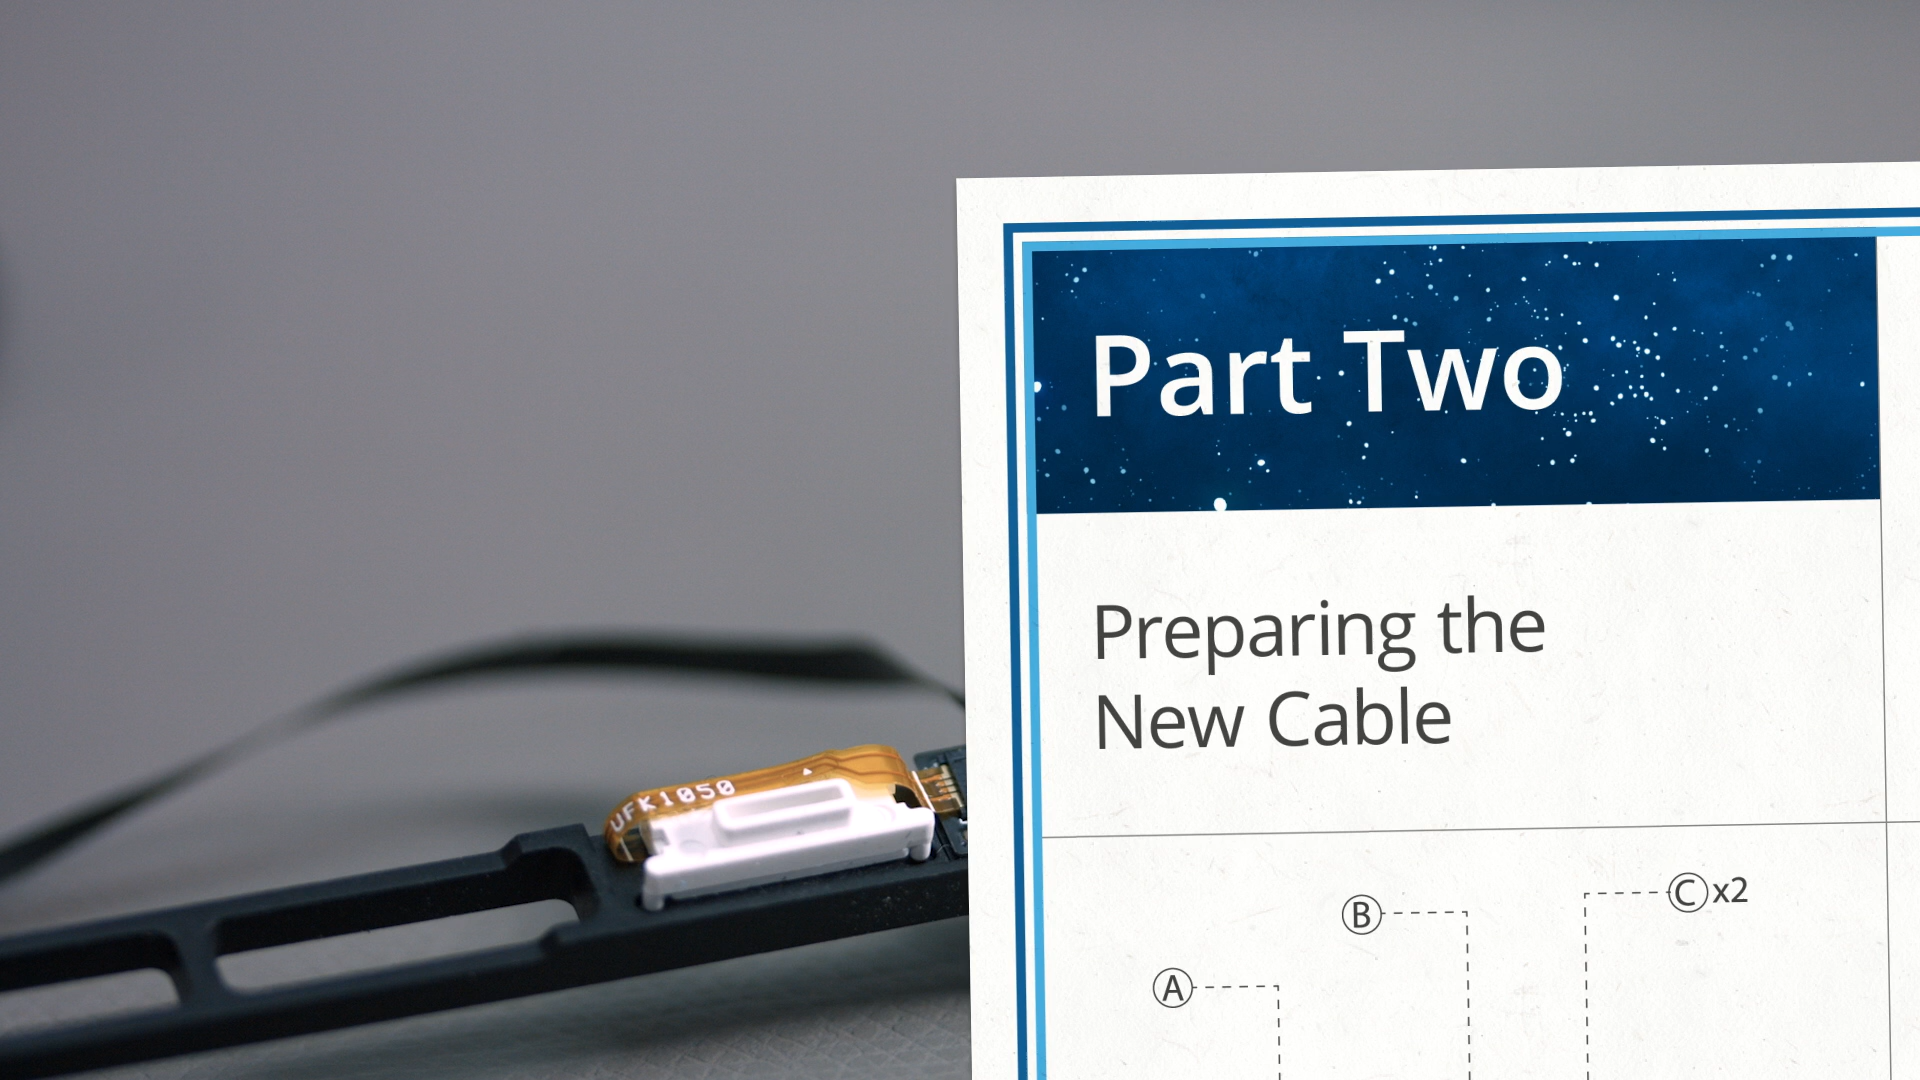 UFK1050
Part Two
Preparing the
New Cable
A
B
C x2